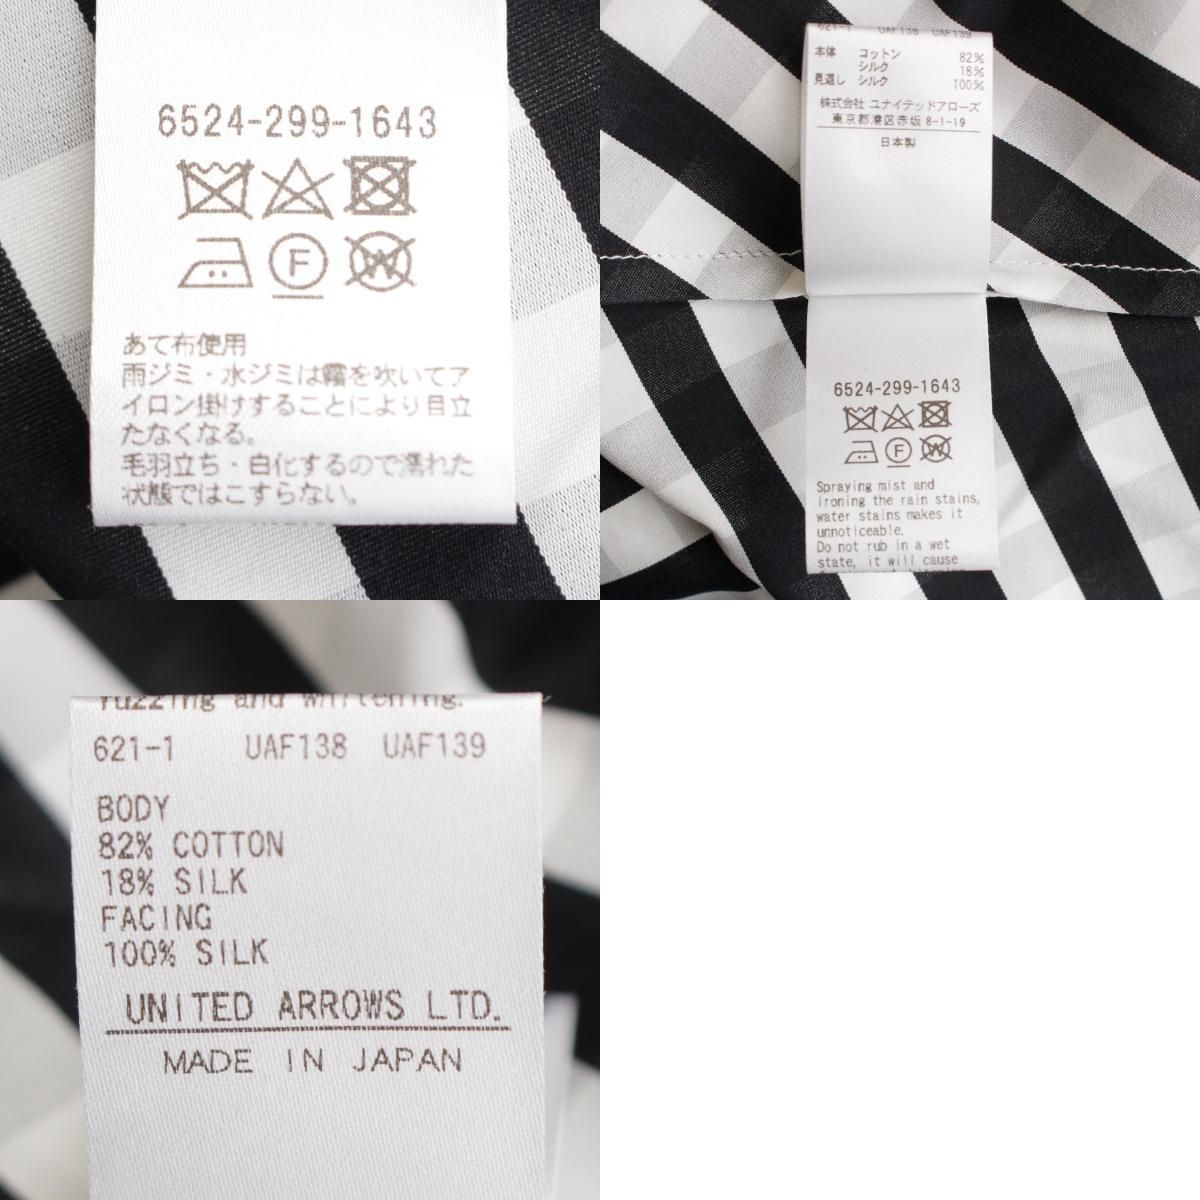 6524-299-1643
F
W
あて布使用
雨ジミ・水ジミは霧を吹いてア
イロン掛けすることにより目立
たなくなる。
毛羽立ち・白化するので濡れた
状態ではこすらない。
621-1 UAF138 UAF139
本体 コットン 82%
シルク 18%
見返し シルク 100%
株式会社 ユナイテッドアローズ
東京都港区赤坂 8-1-19
日本製
6524-299-1643
F
W
Spraying mist and
ironing the rain stains,
water stains makes it
unnoticeable.
Do not rub in a wet
state, it will cause
fuzzing and whitening.
621-1 UAF138 UAF139
BODY
82% COTTON
18% SILK
FACING
100% SILK
UNITED ARROWS LTD.
MADE IN JAPAN